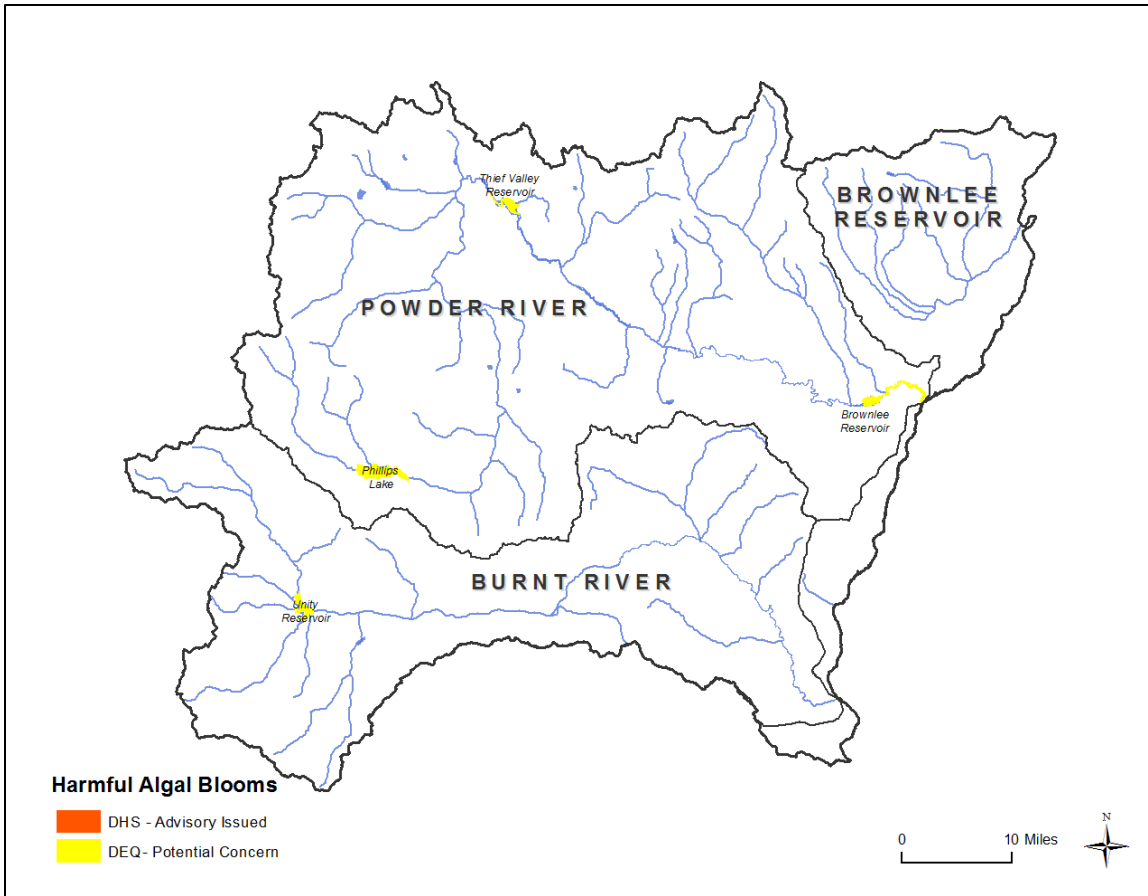 Thief Valley
Reservoir
BROWNLEE
RESERVOIR
POWDER RIVER
Brownlee
Reservoir
Phillips
Lake
BURNT RIVER
Unity
Reservoir
Harmful Algal Blooms
DHS - Advisory Issued
DEQ- Potential Concern
0 10 Miles
N